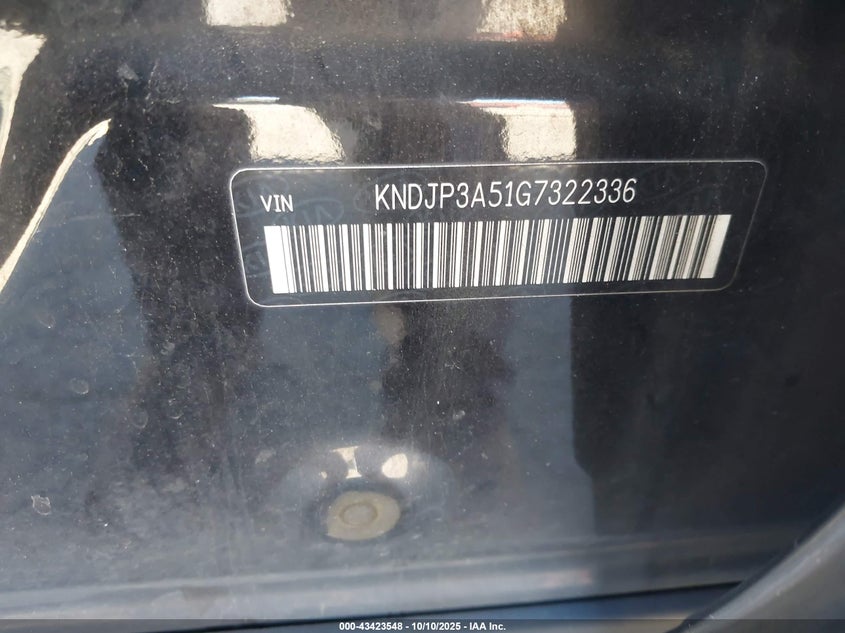 VIN KNDJP3A51G7322336
000-43423548 - 10/10/2025 - IAA Inc.